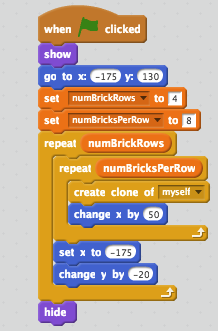 when clicked
show
go to x: -175 y: 130
set numBrickRows to 4
set numBricksPerRow to 8
repeat numBrickRows
repeat numBricksPerRow
create clone of myself
change x by 50
set x to -175
change y by -20
hide